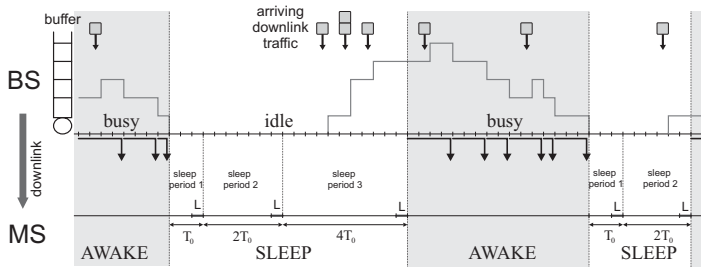 buffer
arriving
downlink
traffic
BS
busy
idle
busy
downlink
sleep
period 1
sleep
period 2
sleep
period 3
sleep
period 1
sleep
period 2
L
L
L
L
L
MS
T₀
2T₀
4T₀
T₀
2T₀
AWAKE
SLEEP
AWAKE
SLEEP